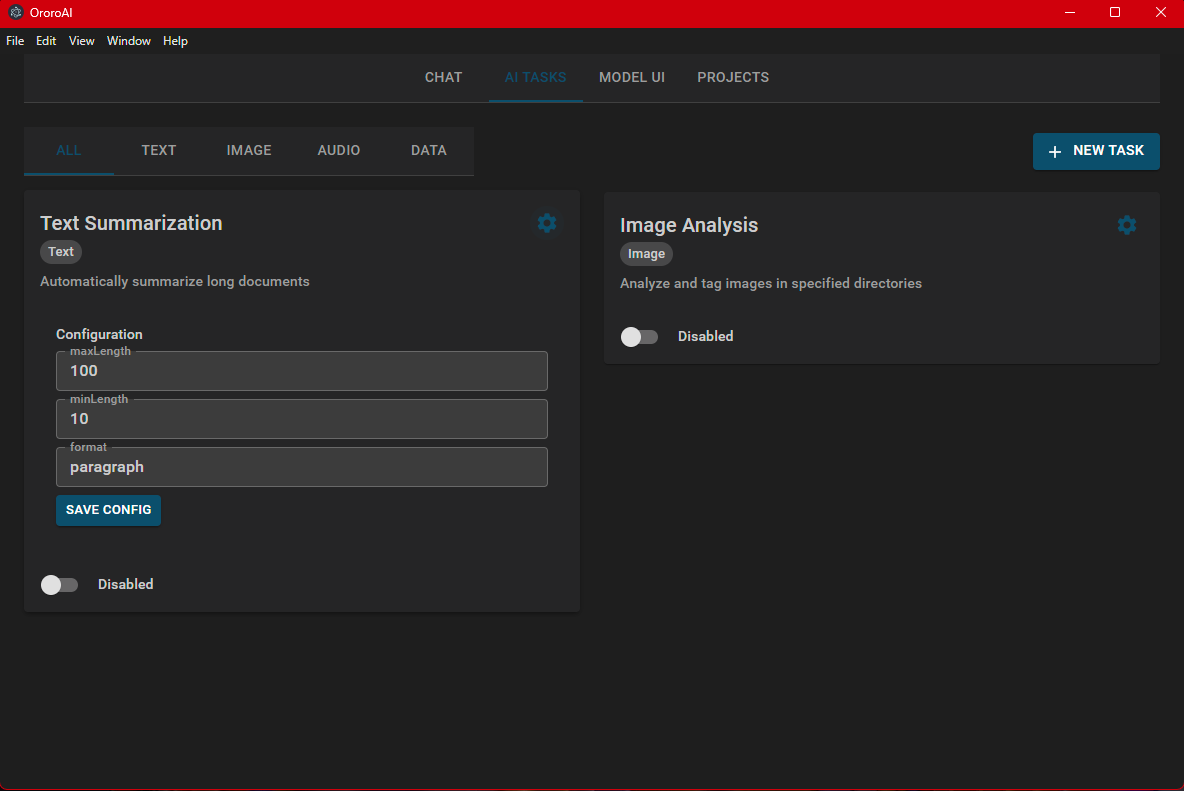 OroroAI
File Edit View Window Help
CHAT AI TASKS MODEL UI PROJECTS
ALL TEXT IMAGE AUDIO DATA
+ NEW TASK
Text Summarization
Text
Automatically summarize long documents
Configuration
maxLength
100
minLength
10
format
paragraph
SAVE CONFIG
Disabled
Image Analysis
Image
Analyze and tag images in specified directories
Disabled